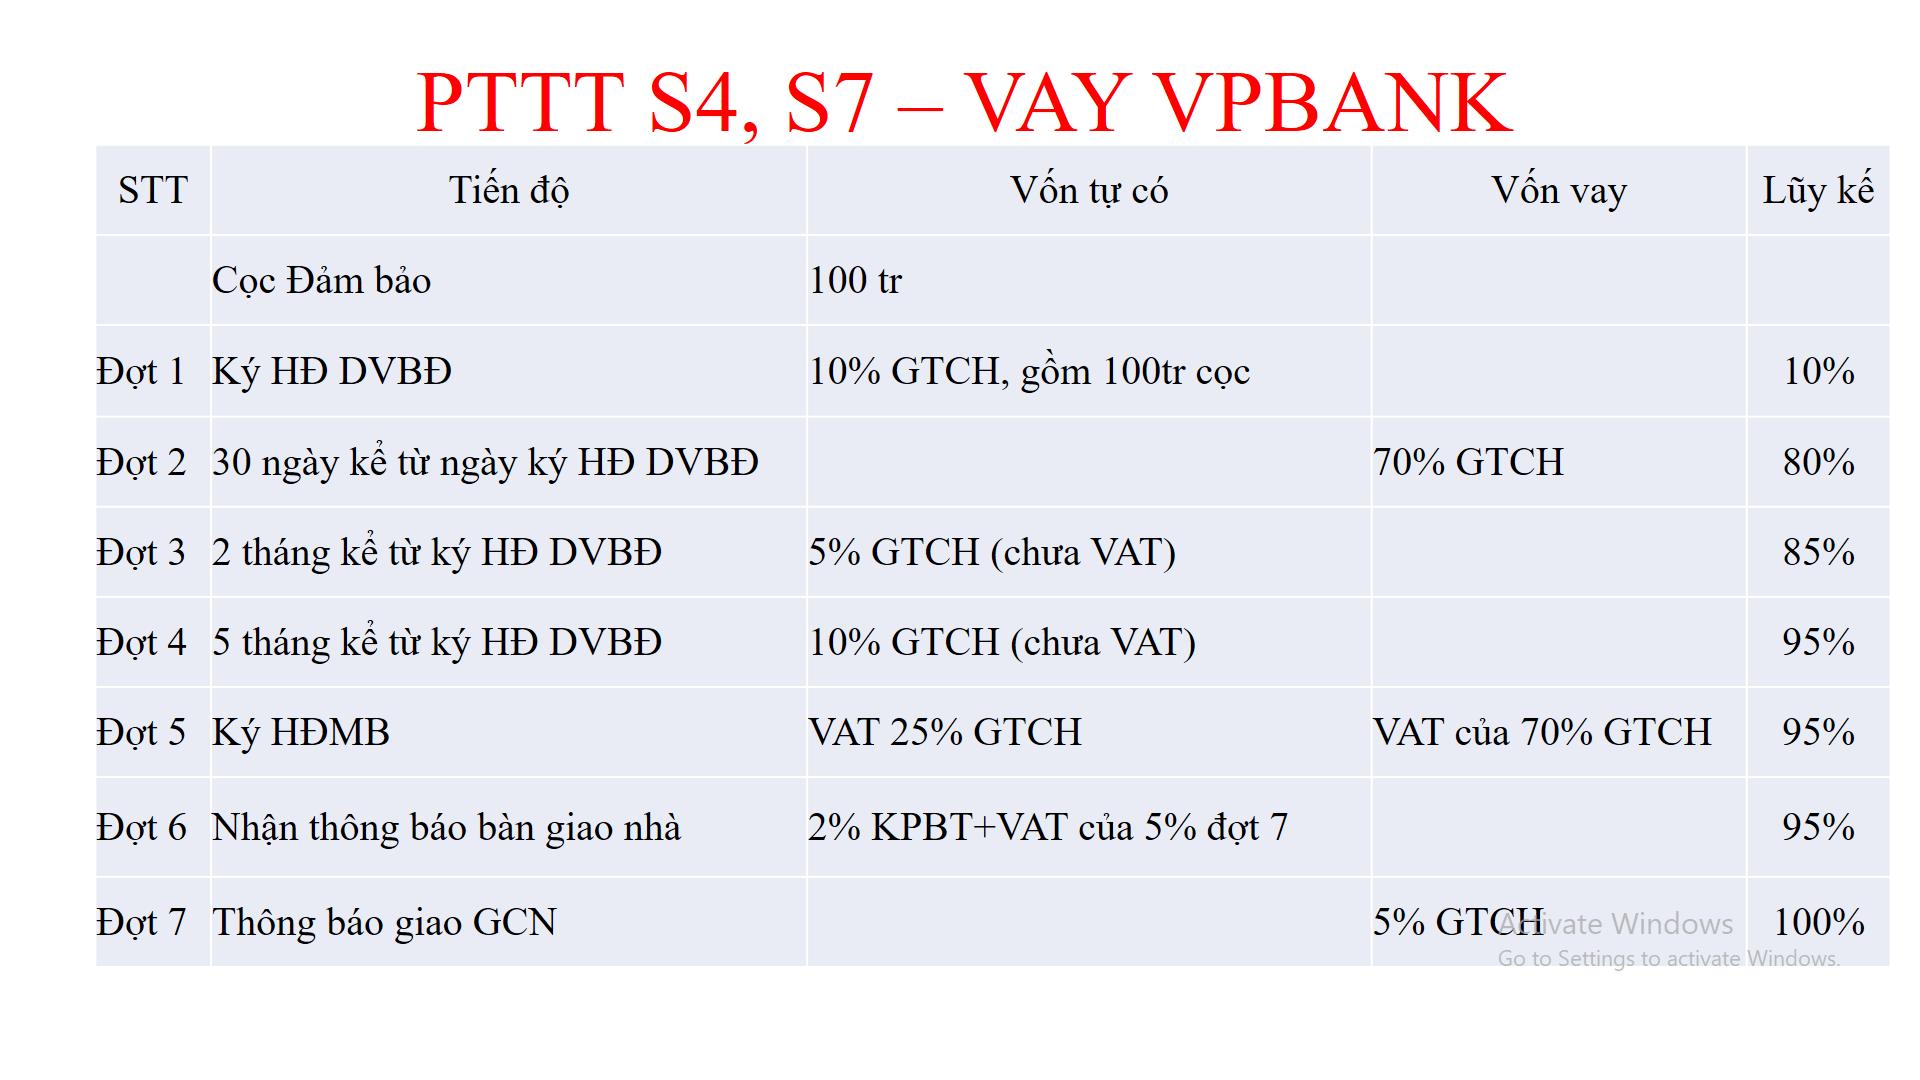 PTTT S4, S7 – VAY VPBANK
STT Tiến độ Vốn tự có Vốn vay Lũy kế
Cọc Đảm bảo 100 tr
Đợt 1 Ký HĐ DVBĐ 10% GTCH, gồm 100tr cọc 10%
Đợt 2 30 ngày kể từ ngày ký HĐ DVBĐ 70% GTCH 80%
Đợt 3 2 tháng kể từ ký HĐ DVBĐ 5% GTCH (chưa VAT) 85%
Đợt 4 5 tháng kể từ ký HĐ DVBĐ 10% GTCH (chưa VAT) 95%
Đợt 5 Ký HĐMB VAT 25% GTCH VAT của 70% GTCH 95%
Đợt 6 Nhận thông báo bàn giao nhà 2% KPBT+VAT của 5% đợt 7 95%
Đợt 7 Thông báo giao GCN 5% GTCH 100%
Activate Windows
Go to Settings to activate Windows.